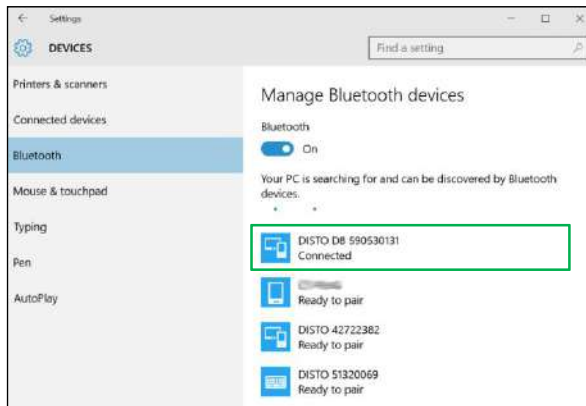 Settings
DEVICES
Find a setting
Printers & scanners
Connected devices
Bluetooth
Mouse & touchpad
Typing
Pen
AutoPlay
Manage Bluetooth devices
Bluetooth
On
Your PC is searching for and can be discovered by Bluetooth
devices.
DISTO D8 590530131
Connected
Ready to pair
DISTO 42722382
Ready to pair
DISTO 51320069
Ready to pair